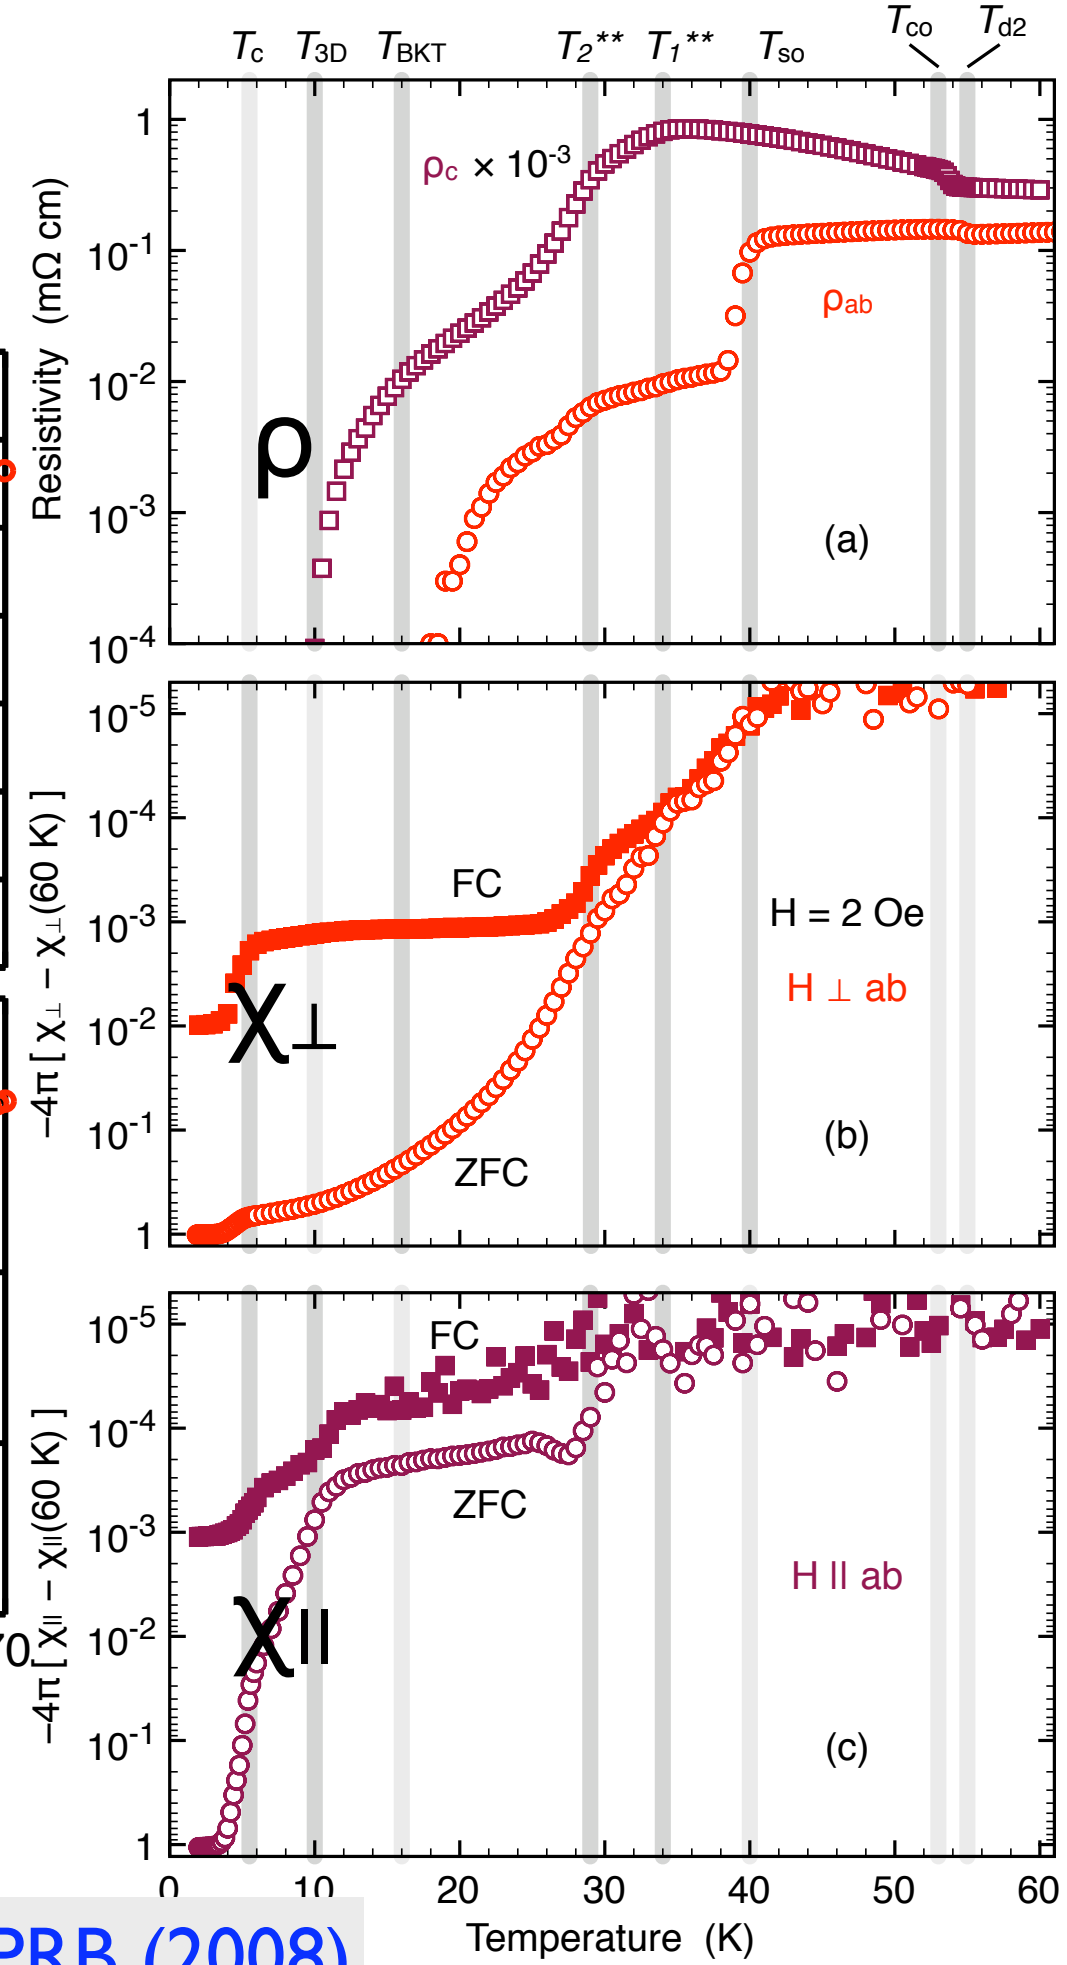 Tc T3D TBKT T2** T1** Tso Tco Td2
1
ρc × 10-3
10-1
ρab
10-2
ρ
10-3
(a)
10-4
Resistivity (mΩ cm)
10-5
10-4
FC
10-3
H = 2 Oe
H ⊥ ab
10-2
χ⊥
10-1
(b)
ZFC
1
−4π [ χ⊥ − χ⊥(60 K) ]
10-5
FC
10-4
ZFC
10-3
H || ab
10-2
χ||
10-1
(c)
1
−4π [ χ|| − χ||(60 K) ]
0 10 20 30 40 50 60
Temperature (K)
PRB (2008)